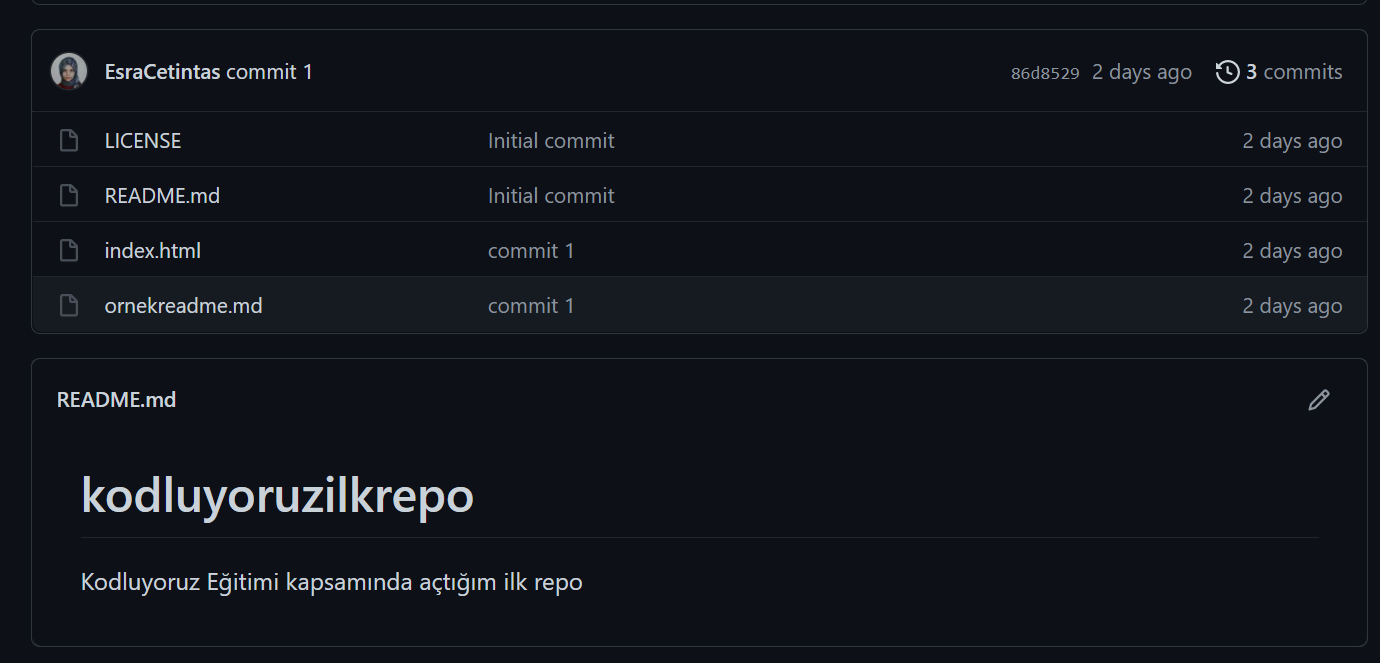 EsraCetintas commit 1 86d8529 2 days ago 3 commits
LICENSE Initial commit 2 days ago
README.md Initial commit 2 days ago
index.html commit 1 2 days ago
ornekreadme.md commit 1 2 days ago
README.md
kodluyoruzilkrepo
Kodluyoruz Eğitimi kapsamında açtığım ilk repo